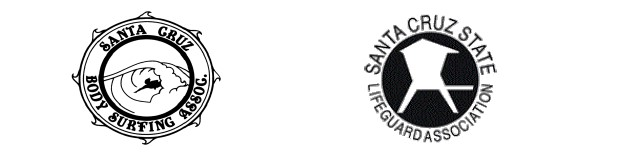 SANTA CRUZ
BODY SURFING ASSOC.
SANTA CRUZ STATE
LIFEGUARD ASSOCIATION